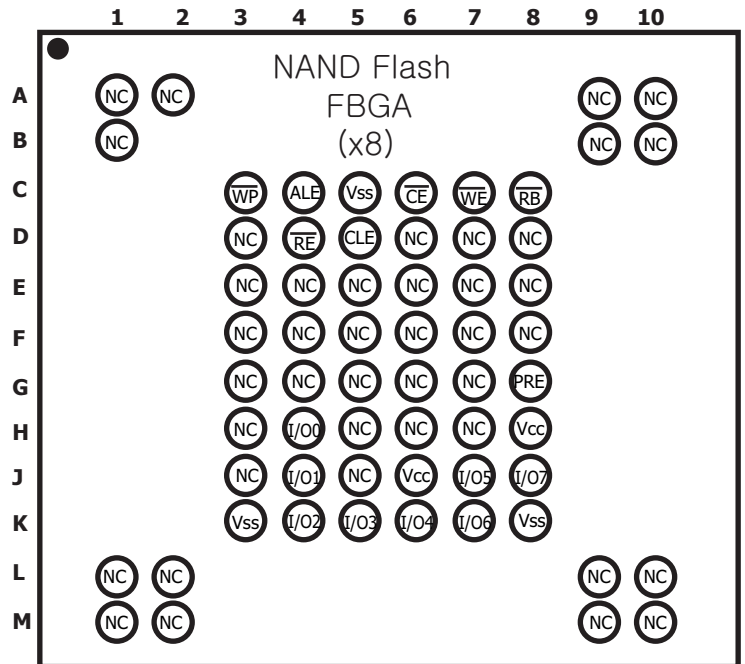 1 2 3 4 5 6 7 8 9 10
NAND Flash
FBGA
(x8)
A NC NC NC NC
B NC NC NC
C WP ALE Vss CE WE RB
D NC RE CLE NC NC NC
E NC NC NC NC NC NC
F NC NC NC NC NC NC
G NC NC NC NC NC PRE
H NC I/O0 NC NC NC Vcc
J NC I/O1 NC Vcc I/O5 I/O7
K Vss I/O2 I/O3 I/O4 I/O6 Vss
L NC NC NC NC
M NC NC NC NC